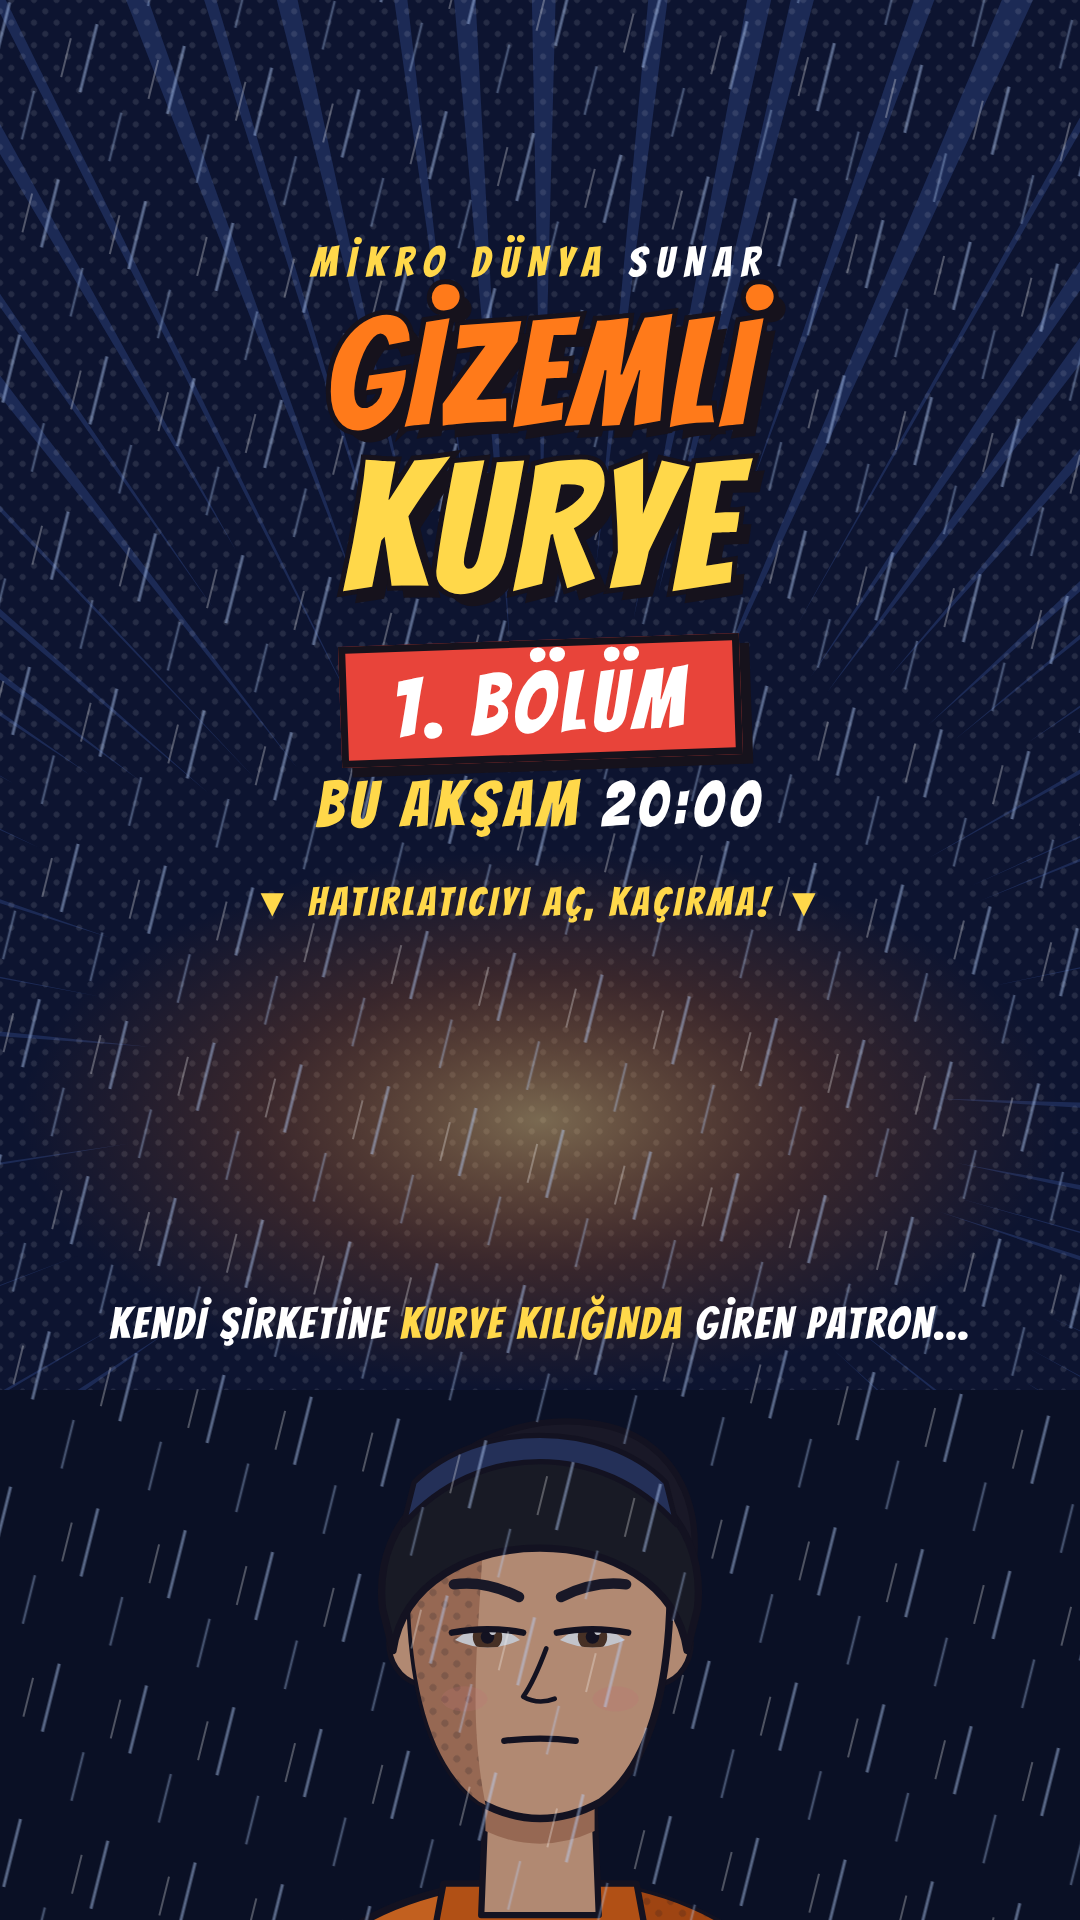 MİKRO DÜNYA SUNAR
GİZEMLİ
KURYE
1. BÖLÜM
BU AKŞAM 20:00
▼ HATIRLATICIYI AÇ, KAÇIRMA! ▼
KENDİ ŞİRKETİNE KURYE KILIĞINDA GİREN PATRON...